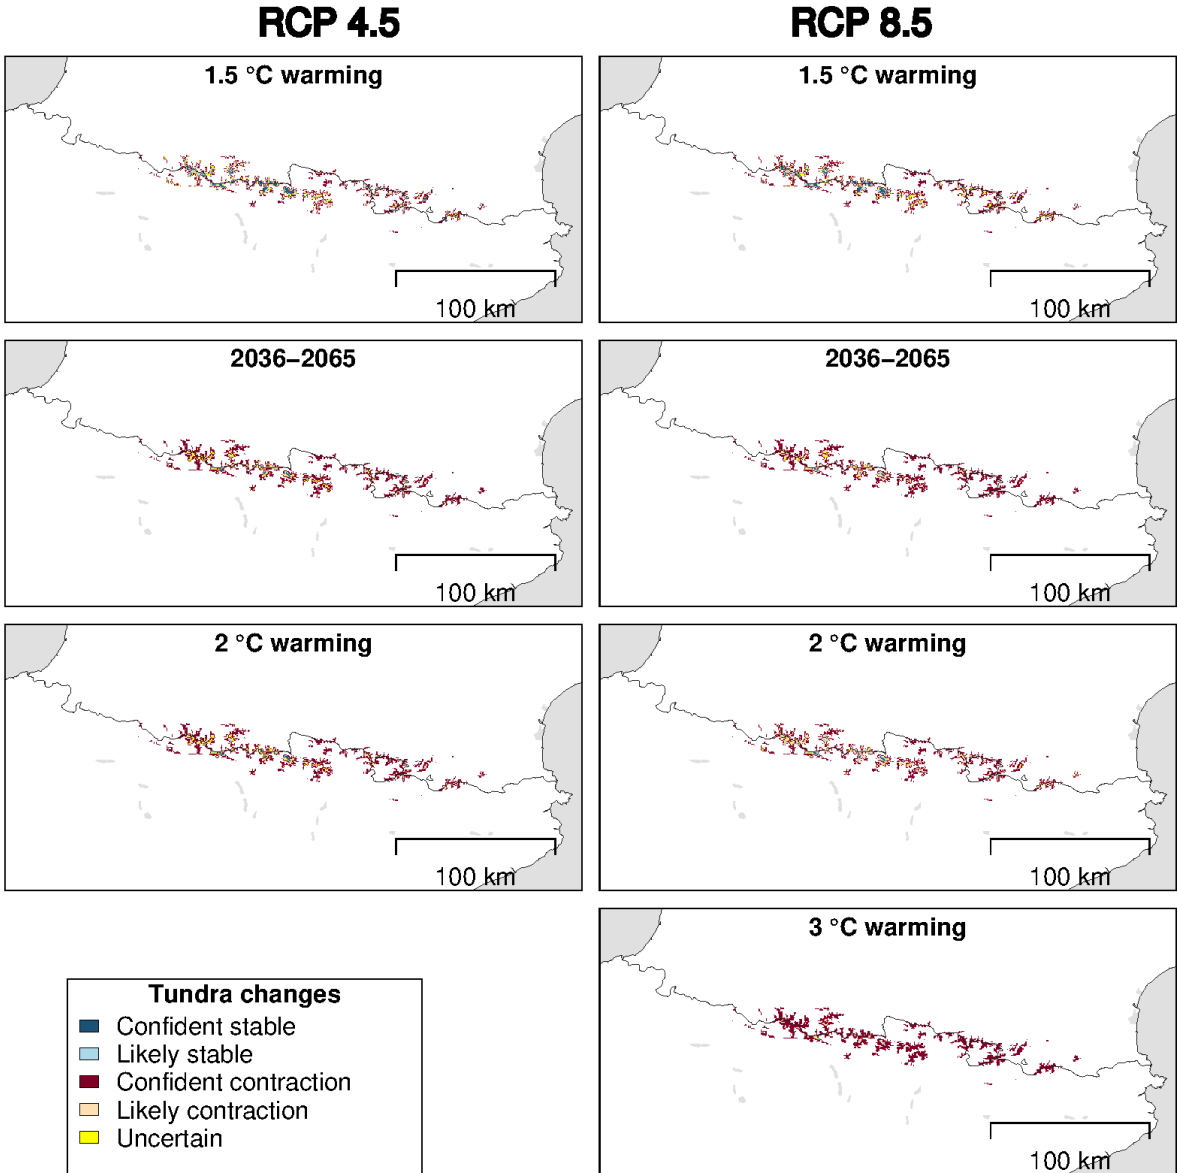 RCP 4.5
RCP 8.5
1.5 °C warming
1.5 °C warming
100 km
100 km
2036–2065
2036–2065
100 km
100 km
2 °C warming
2 °C warming
100 km
100 km
3 °C warming
100 km
Tundra changes
Confident stable
Likely stable
Confident contraction
Likely contraction
Uncertain